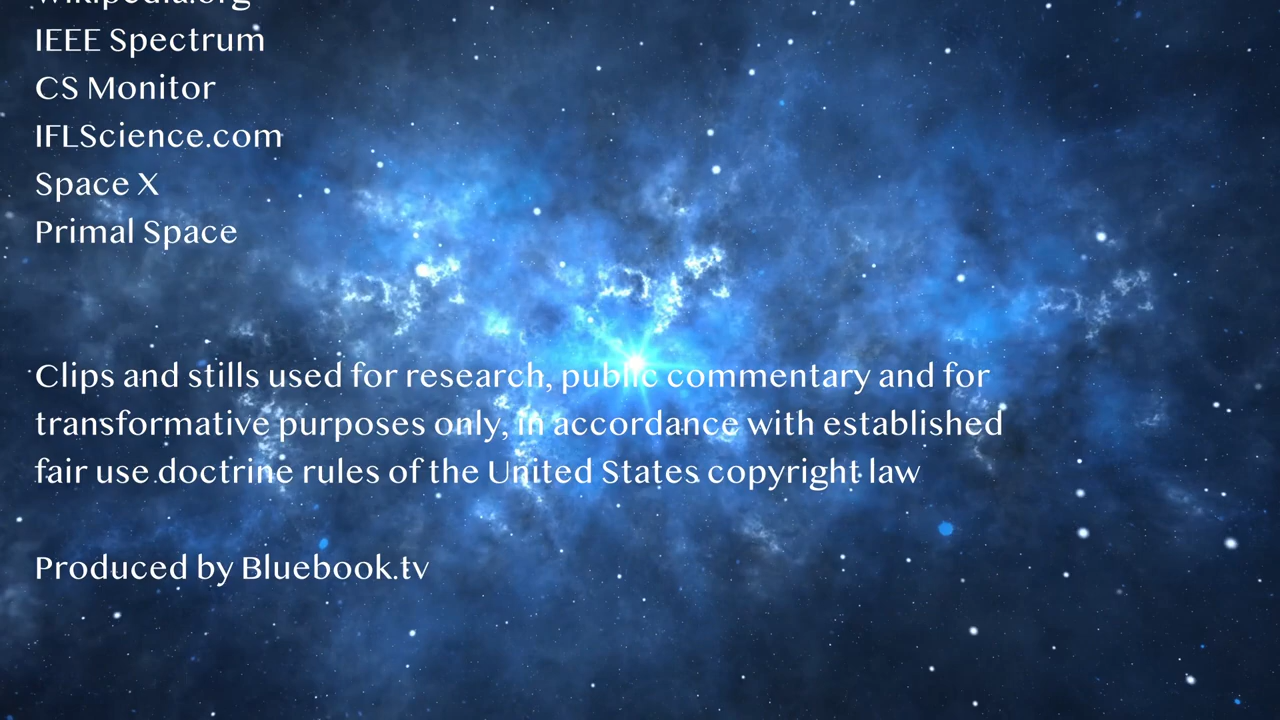 Wikipedia.org
IEEE Spectrum
CS Monitor
IFLScience.com
Space X
Primal Space
Clips and stills used for research, public commentary and for
transformative purposes only, in accordance with established
fair use doctrine rules of the United States copyright law
Produced by Bluebook.tv